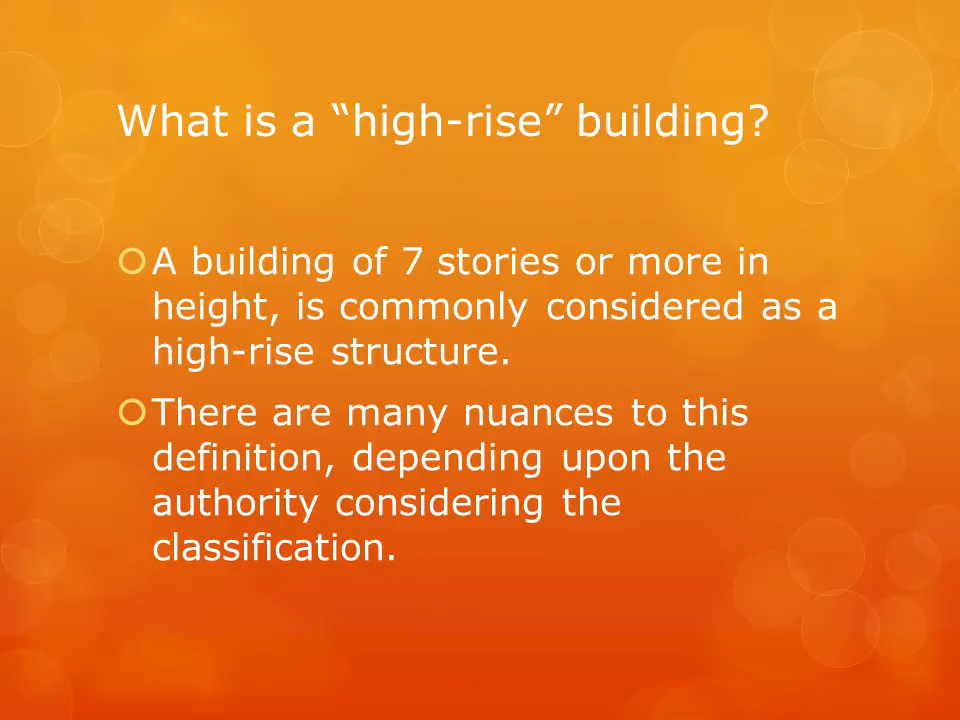 What is a “high-rise” building?
A building of 7 stories or more in
height, is commonly considered as a
high-rise structure.
There are many nuances to this
definition, depending upon the
authority considering the
classification.